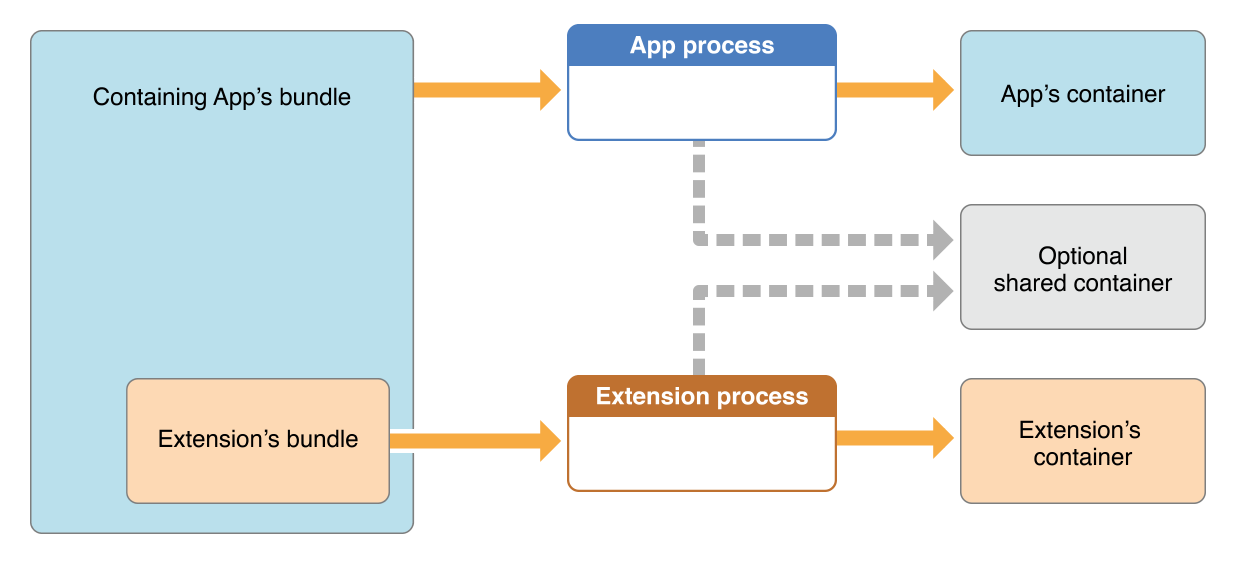 App process
Containing App’s bundle
App’s container
Optional
shared container
Extension process
Extension’s bundle
Extension’s
container